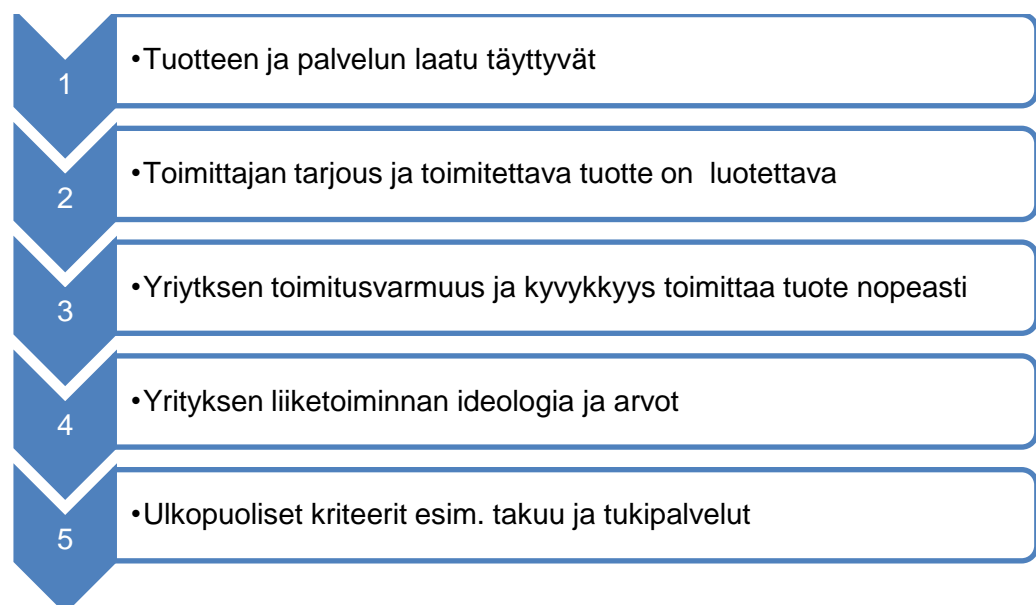 1
•Tuotteen ja palvelun laatu täyttyvät
2
•Toimittajan tarjous ja toimitettava tuotte on  luotettava
3
•Yriytksen toimitusvarmuus ja kyvykkyys toimittaa tuote nopeasti
4
•Yrityksen liiketoiminnan ideologia ja arvot
5
•Ulkopuoliset kriteerit esim. takuu ja tukipalvelut